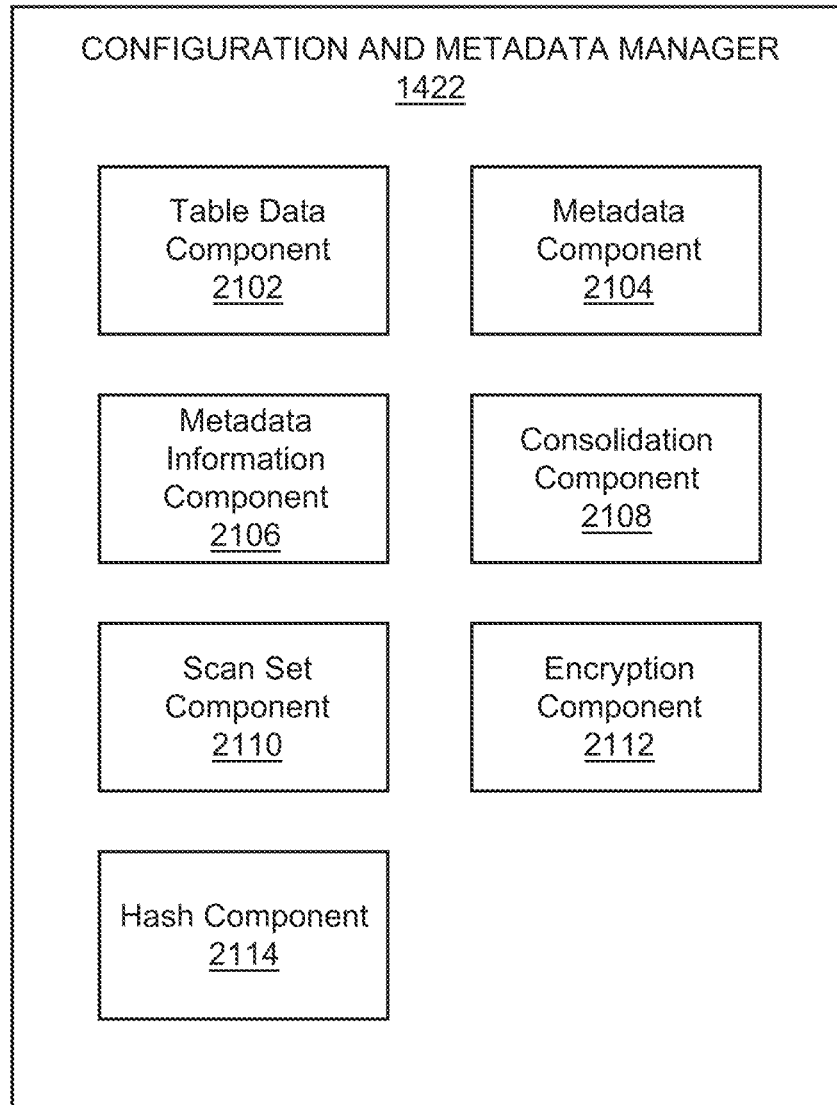 CONFIGURATION AND METADATA MANAGER
1422
Table Data
Component
2102
Metadata
Component
2104
Metadata
Information
Component
2106
Consolidation
Component
2108
Scan Set
Component
2110
Encryption
Component
2112
Hash Component
2114